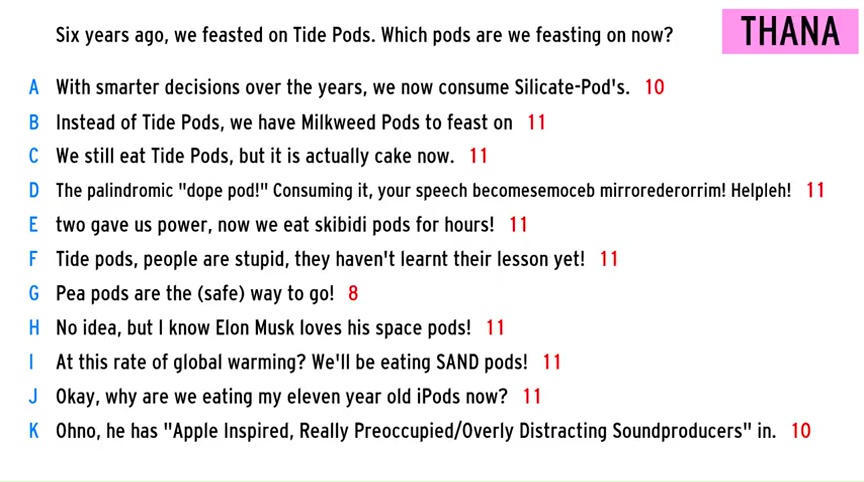 Six years ago, we feasted on Tide Pods. Which pods are we feasting on now?
THANA
A With smarter decisions over the years, we now consume Silicate-Pod's. 10
B Instead of Tide Pods, we have Milkweed Pods to feast on 11
C We still eat Tide Pods, but it is actually cake now. 11
D The palindromic "dope pod!" Consuming it, your speech becomesemoceb mirrorederorrim! Helpleh! 11
E two gave us power, now we eat skibidi pods for hours! 11
F Tide pods, people are stupid, they haven't learnt their lesson yet! 11
G Pea pods are the (safe) way to go! 8
H No idea, but I know Elon Musk loves his space pods! 11
I At this rate of global warming? We'll be eating SAND pods! 11
J Okay, why are we eating my eleven year old iPods now? 11
K Ohno, he has "Apple Inspired, Really Preoccupied/Overly Distracting Soundproducers" in. 10